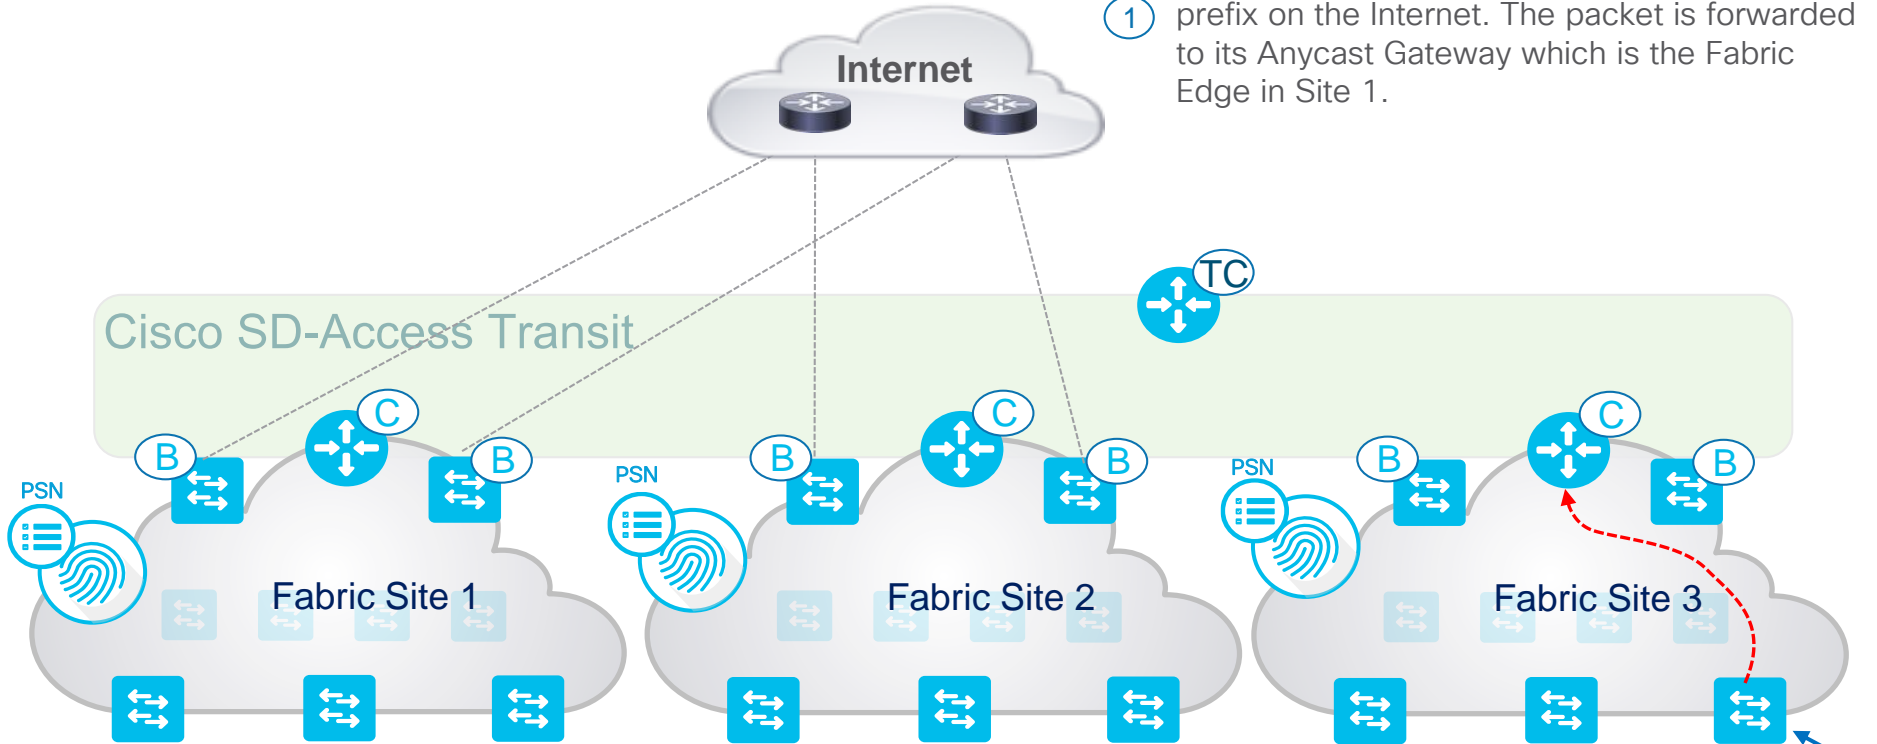 1 prefix on the Internet. The packet is forwarded
to its Anycast Gateway which is the Fabric
Edge in Site 1.
Internet
TC
Cisco SD-Access Transit
C
C
C
B
B
B
B
B
B
PSN
PSN
PSN
Fabric Site 1
Fabric Site 2
Fabric Site 3